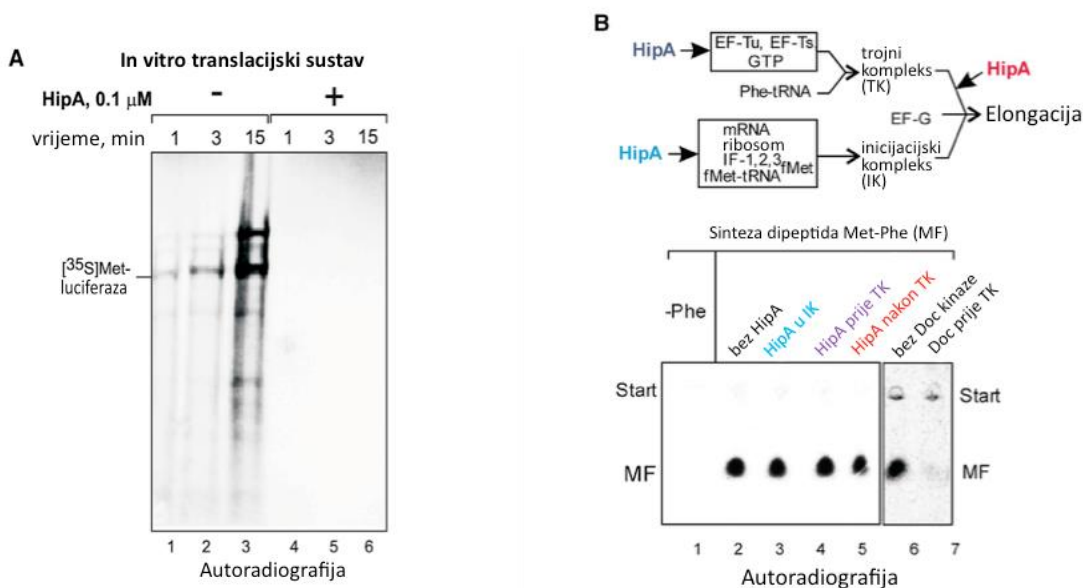 A
In vitro translacijski sustav
HipA, 0.1 μM - +
vrijeme, min 1 3 15 1 3 15
[³⁵S]Met-
luciferaza
1 2 3 4 5 6
Autoradiografija
B
HipA
EF-Tu, EF-Ts
GTP
Phe-tRNA
trojni
kompleks
(TK)
HipA
EF-G
Elongacija
HipA
mRNA
ribosom
IF-1,2,3
fMet-tRNA
fMet
inicijacijski
kompleks
(IK)
Sinteza dipeptida Met-Phe (MF)
-Phe
bez HipA
HipA u IK
HipA prije TK
HipA nakon TK
bez Doc kinaze
Doc prije TK
Start
Start
MF
MF
1 2 3 4 5 6 7
Autoradiografija